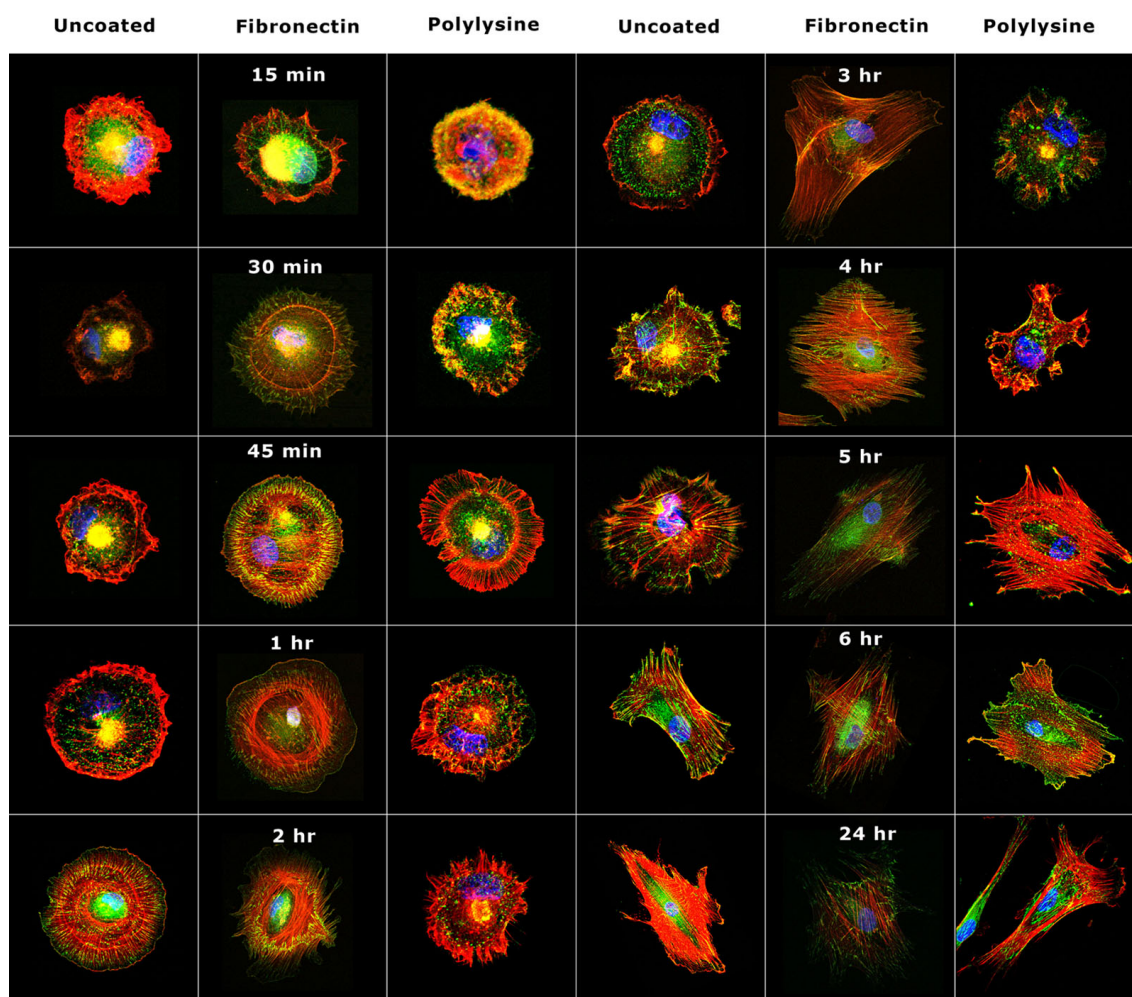 Uncoated Fibronectin Polylysine Uncoated Fibronectin Polylysine
15 min 3 hr
30 min 4 hr
45 min 5 hr
1 hr 6 hr
2 hr 24 hr